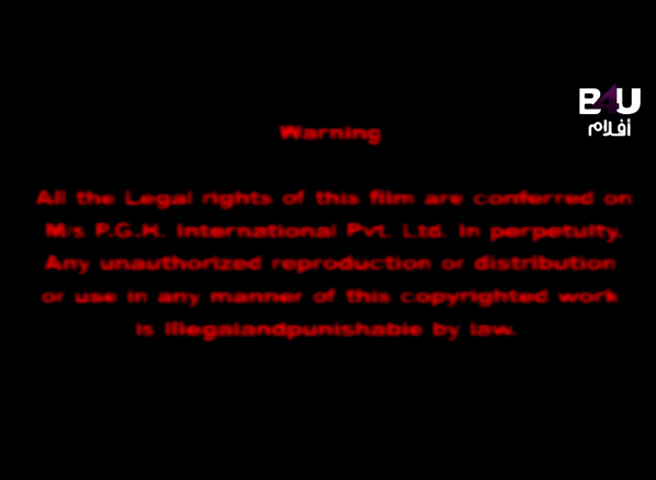 B4U
أفلام
Warning
All the Legal rights of this film are conferred on
M/s P.G.H. International Pvt. Ltd. in perpetuity.
Any unauthorized reproduction or distribution
or use in any manner of this copyrighted work
is illegalandpunishable by law.